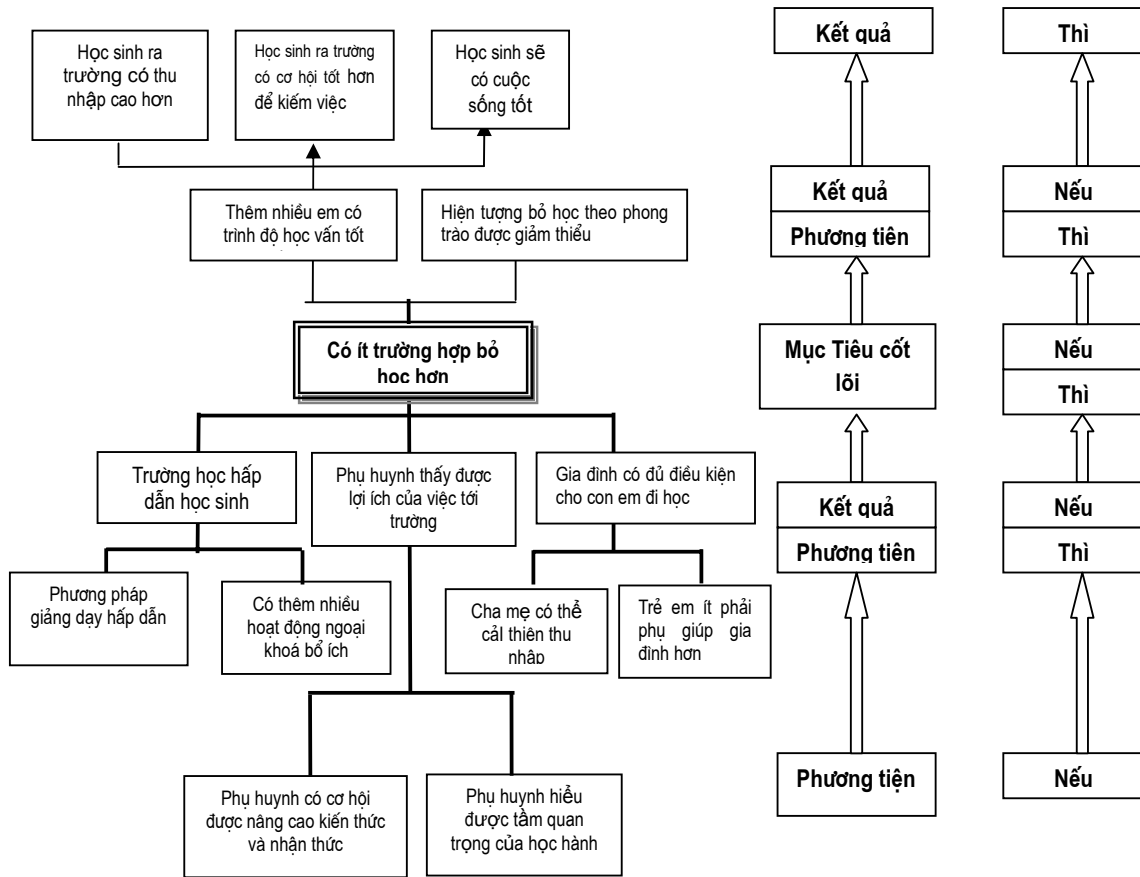 Học sinh ra
trường có thu
nhập cao hơn
Học sinh ra trường
có cơ hội tốt hơn
để kiếm việc
Học sinh sẽ
có cuộc
sống tốt
Thêm nhiều em có
trình độ học vấn tốt
Hiện tượng bỏ học theo phong
trào được giảm thiểu
Có ít trường hợp bỏ
học hơn
Trường học hấp
dẫn học sinh
Phụ huynh thấy được
lợi ích của việc tới
trường
Gia đình có đủ điều kiện
cho con em đi học
Phương pháp
giảng dạy hấp dẫn
Có thêm nhiều
hoạt động ngoại
khoá bổ ích
Cha mẹ có thể
cảI thiện thu
nhập
Trẻ em ít phải
phụ giúp gia
đình hơn
Phụ huynh có cơ hội
được nâng cao kiến thức
và nhận thức
Phụ huynh hiểu
được tầm quan
trọng của học hành
Kết quả
Kết quả
Phương tiện
Mục Tiêu cốt
lõi
Kết quả
Phương tiện
Phương tiện
Thì
Nếu
Thì
Nếu
Thì
Nếu
Thì
Nếu